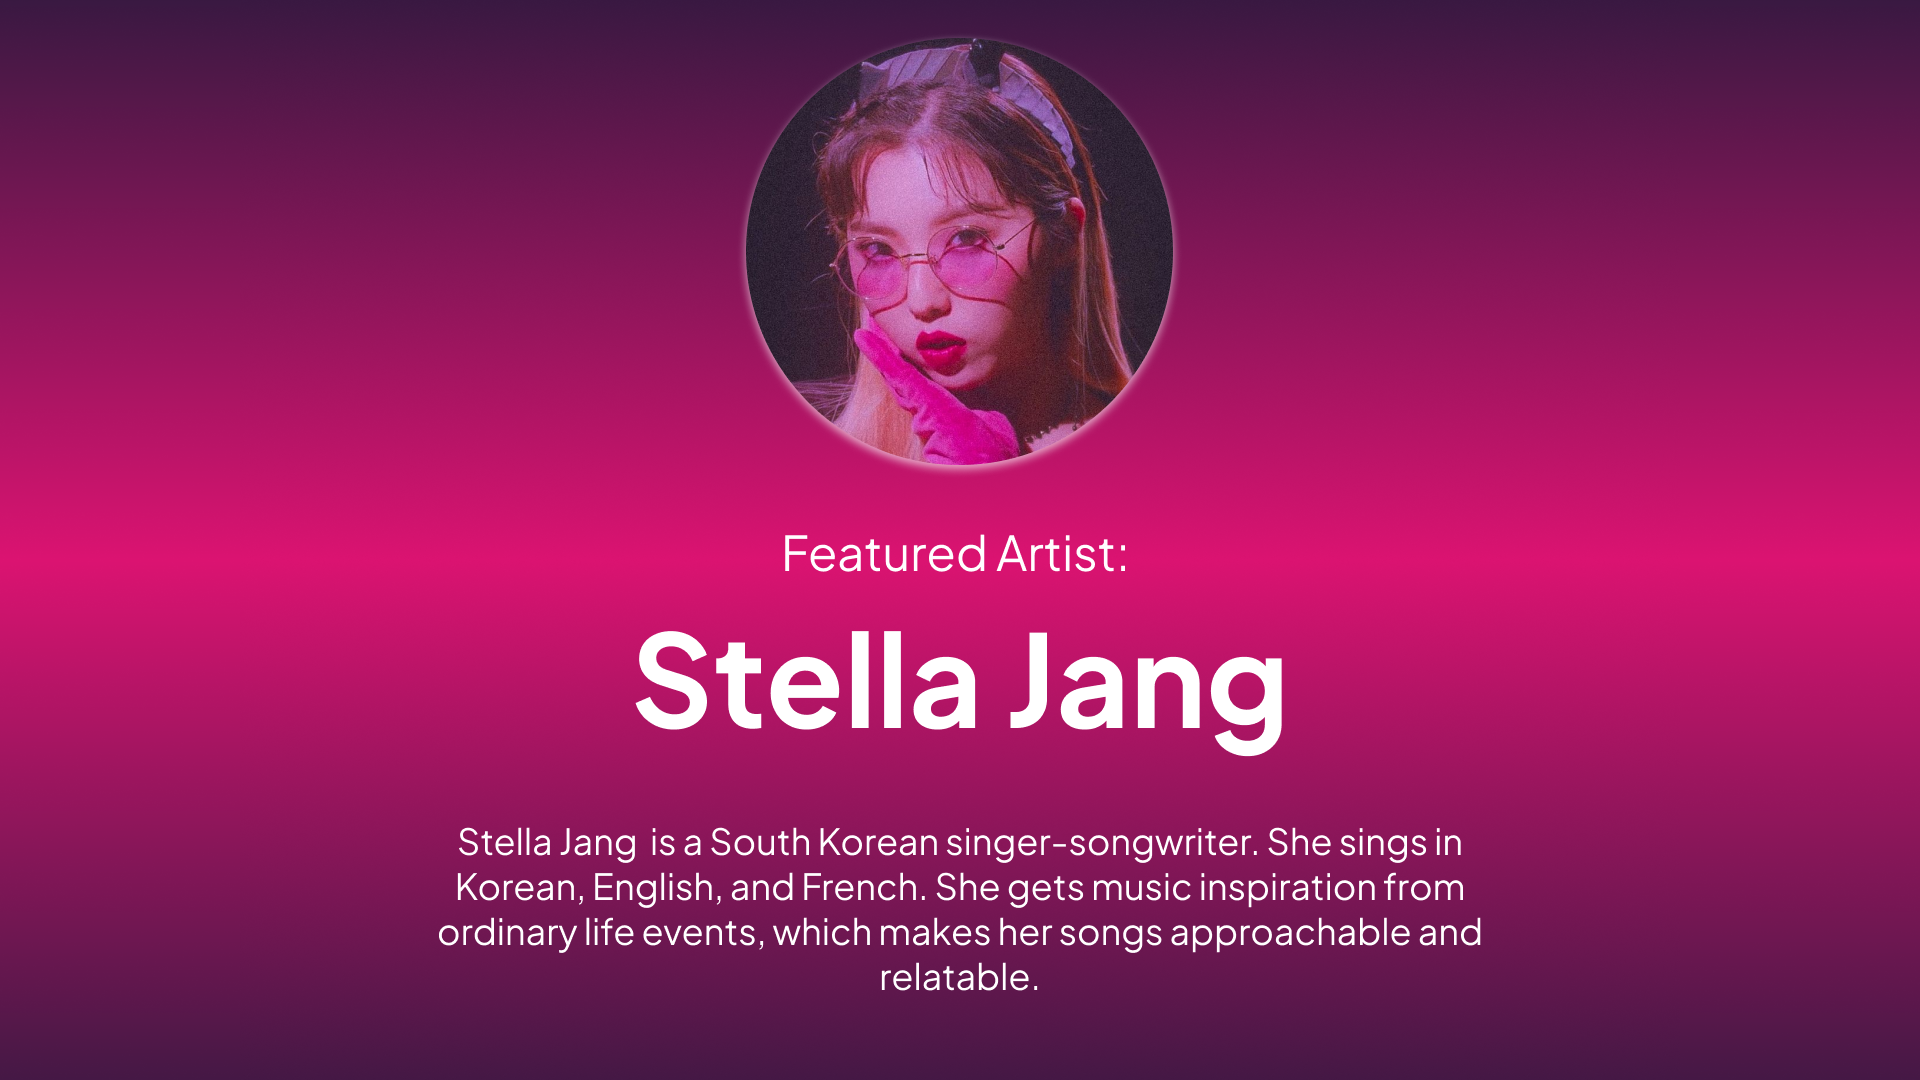 Featured Artist:
Stella Jang
Stella Jang  is a South Korean singer-songwriter. She sings in
Korean, English, and French. She gets music inspiration from
ordinary life events, which makes her songs approachable and
relatable.